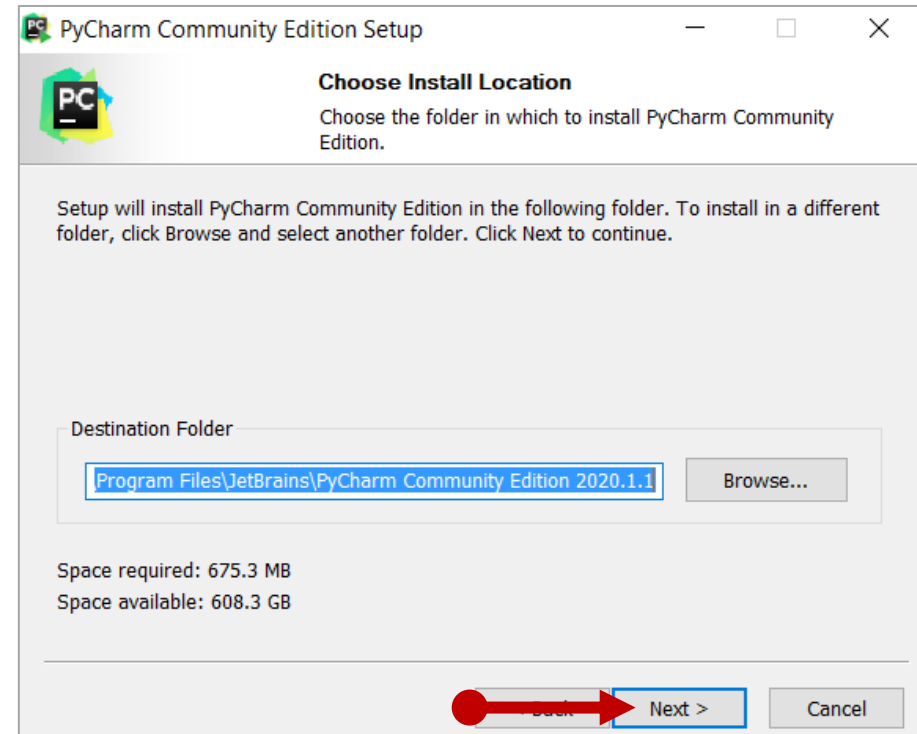 PyCharm Community Edition Setup
PC
Choose Install Location
Choose the folder in which to install PyCharm Community
Edition.
Setup will install PyCharm Community Edition in the following folder. To install in a different
folder, click Browse and select another folder. Click Next to continue.
Destination Folder
Program Files\JetBrains\PyCharm Community Edition 2020.1.1
Browse...
Space required: 675.3 MB
Space available: 608.3 GB
Next >
Cancel